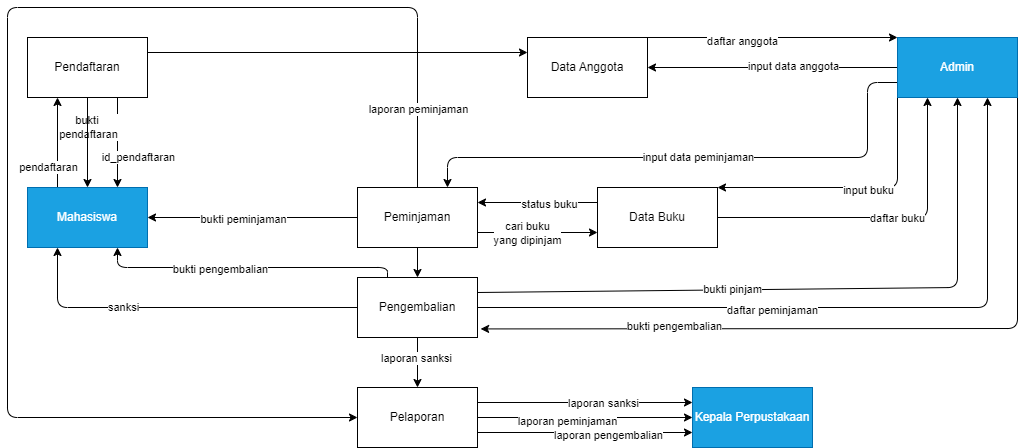 daftar anggota
Pendaftaran
Data Anggota
input data anggota
Admin
laporan peminjaman
bukti
pendaftaran
id_pendaftaran
pendaftaran
input data peminjaman
Mahasiswa
bukti peminjaman
Peminjaman
status buku
cari buku
yang dipinjam
Data Buku
input buku
daftar buku
bukti pengembalian
sanksi
Pengembalian
bukti pinjam
daftar peminjaman
bukti pengembalian
laporan sanksi
Pelaporan
laporan sanksi
laporan peminjaman
laporan pengembalian
Kepala Perpustakaan